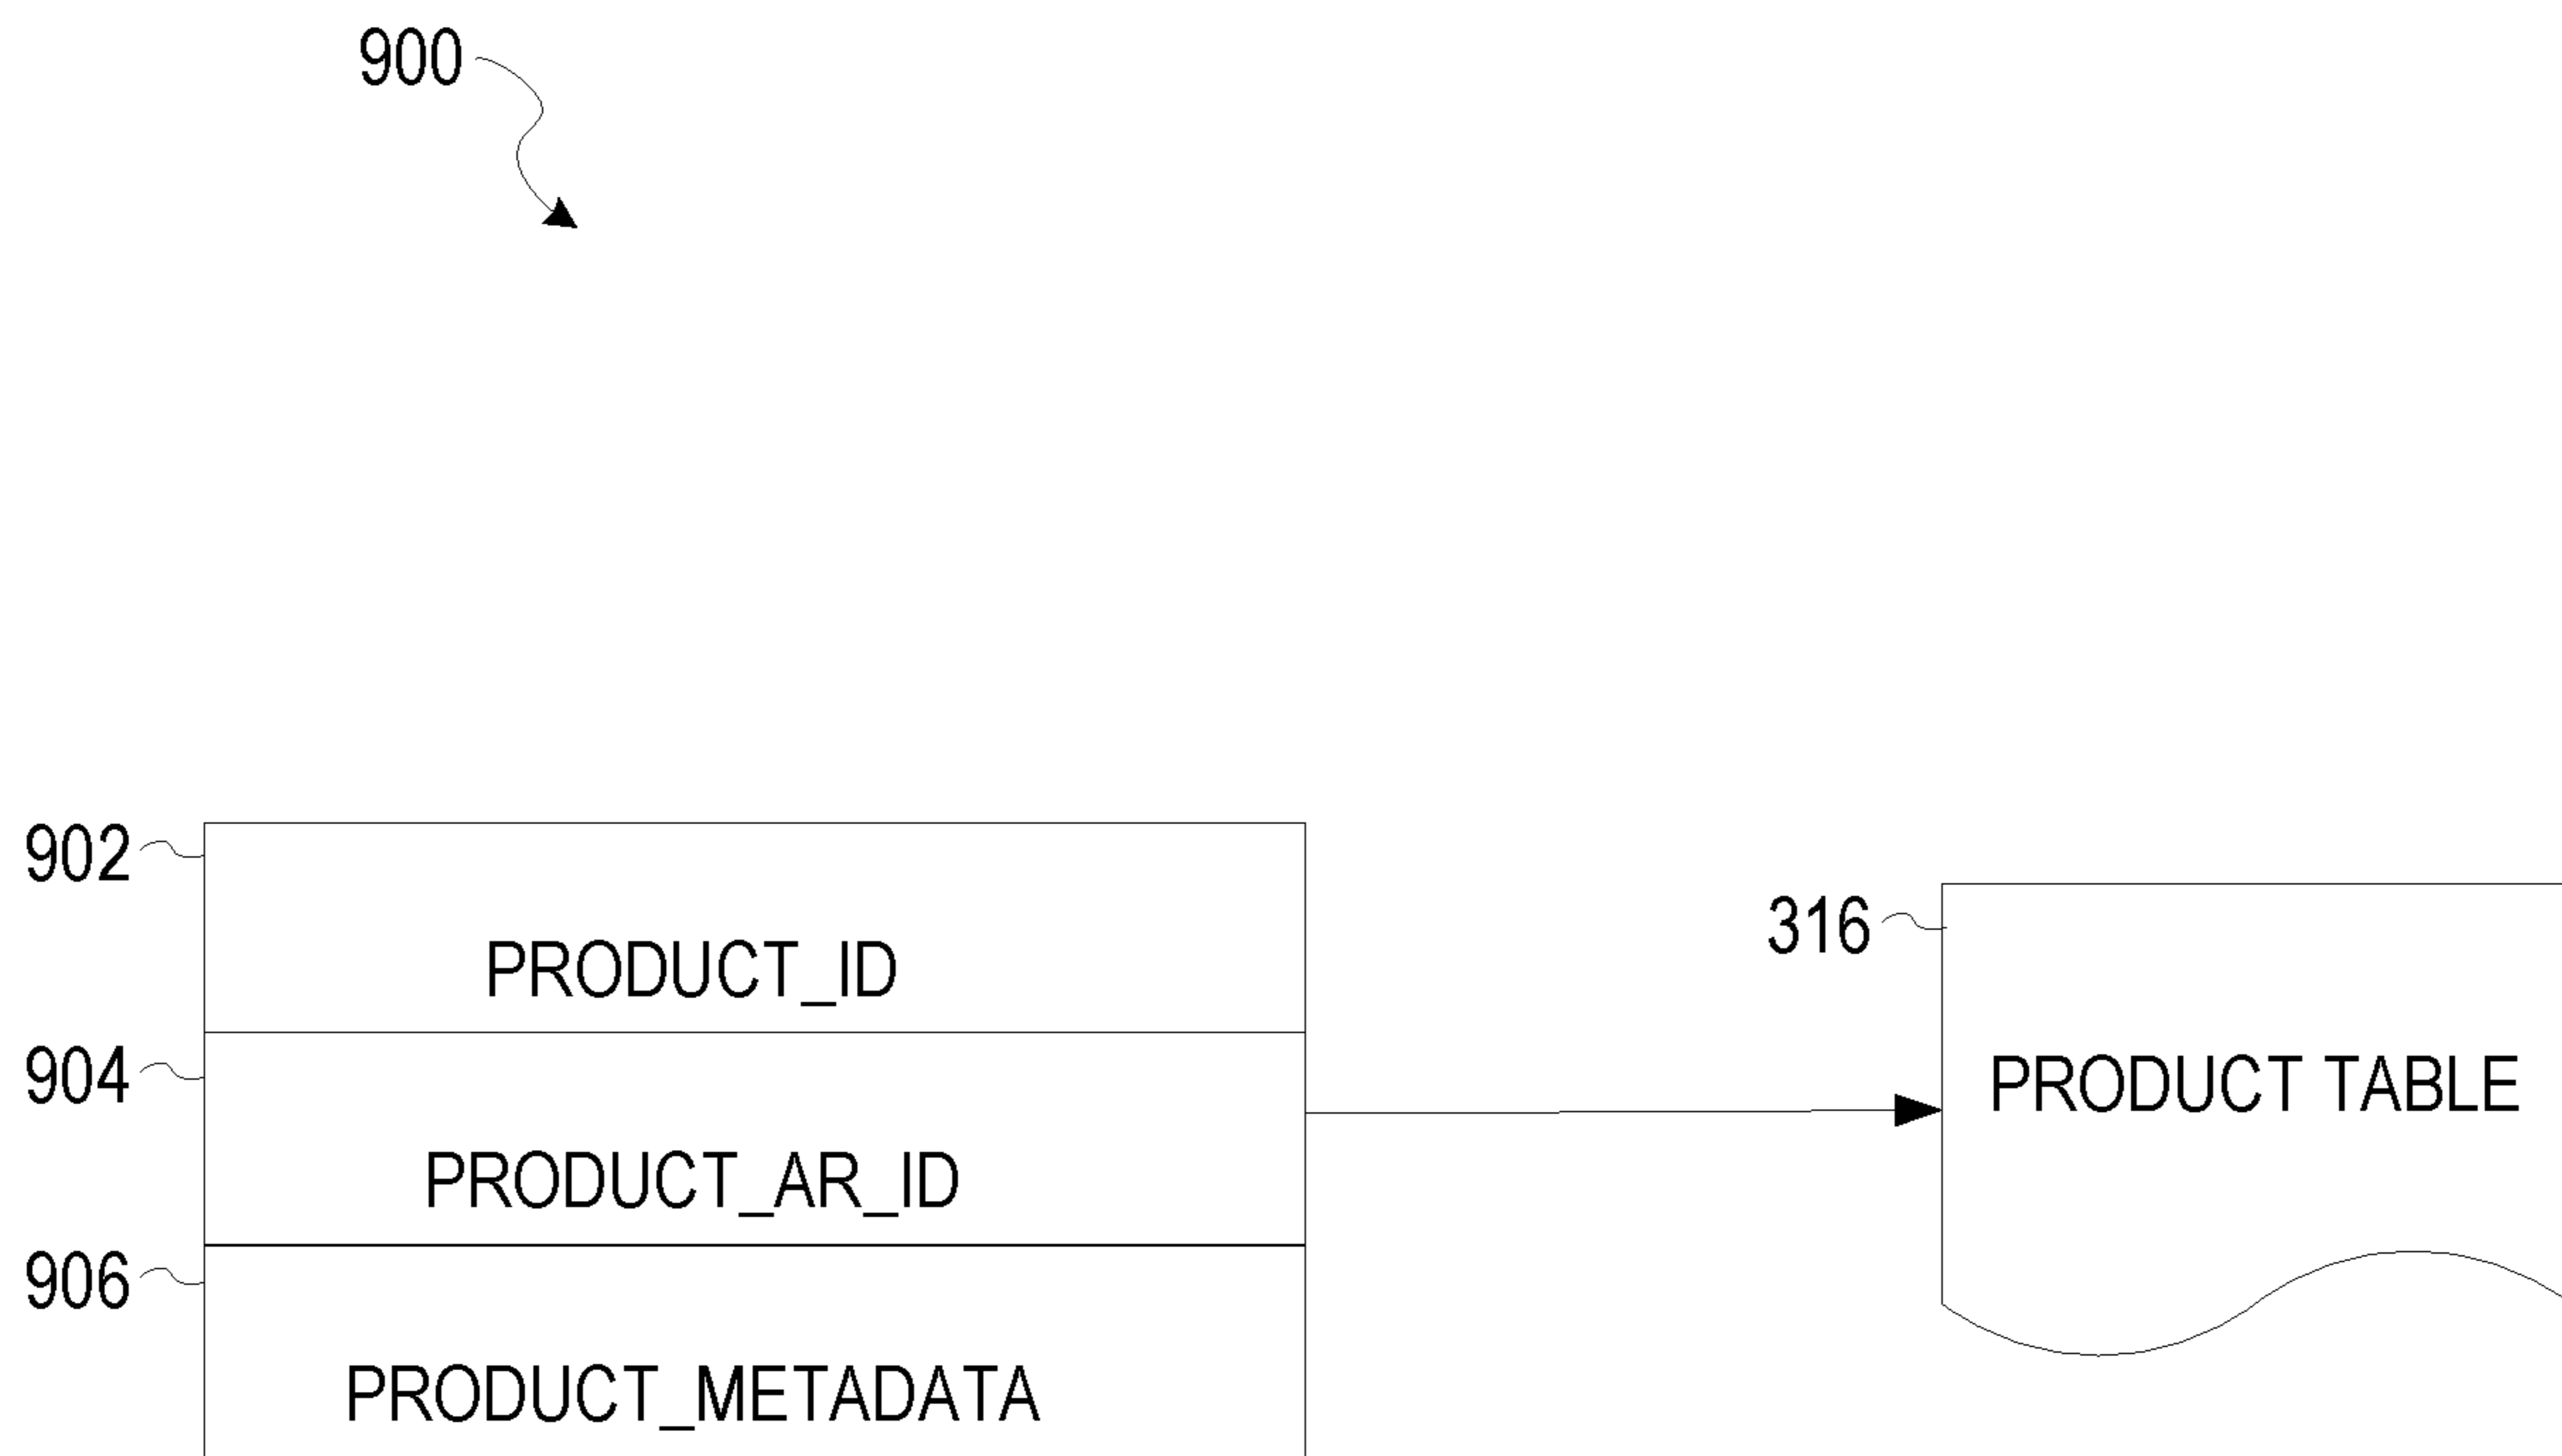 900
902
PRODUCT_ID
316
904
PRODUCT TABLE
PRODUCT_AR_ID
906
PRODUCT_METADATA